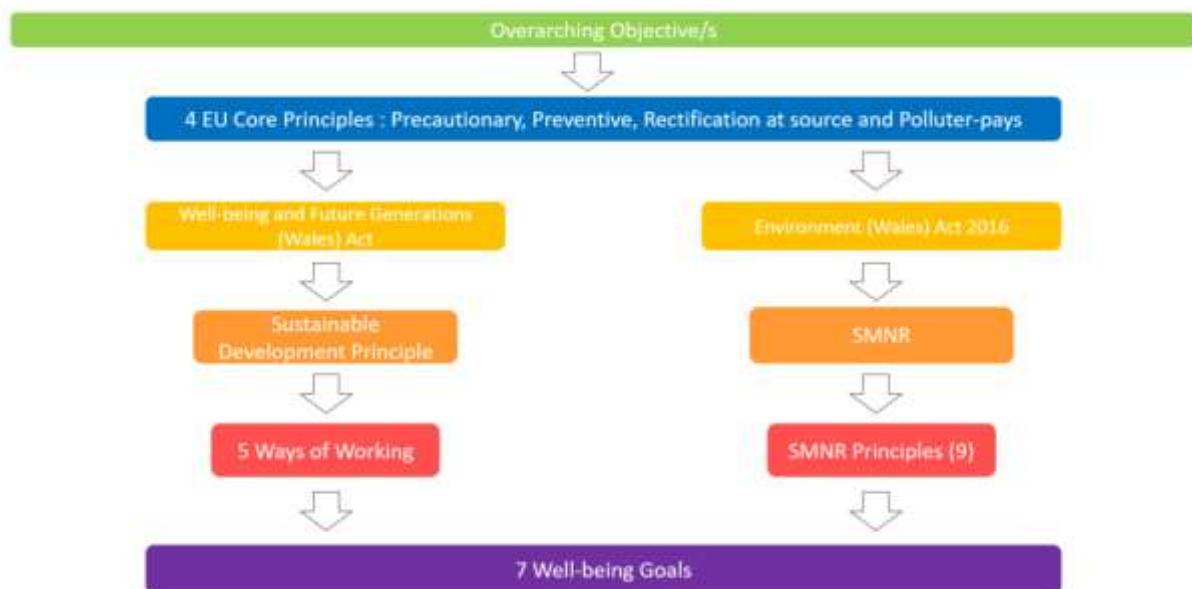 Overarching Objective/s
4 EU Core Principles : Precautionary, Preventive, Rectification at source and Polluter-pays
Well-being and Future Generations
(Wales) Act
Environment (Wales) Act 2016
Sustainable
Development Principle
SMNR
5 Ways of Working
SMNR Principles (9)
7 Well-being Goals